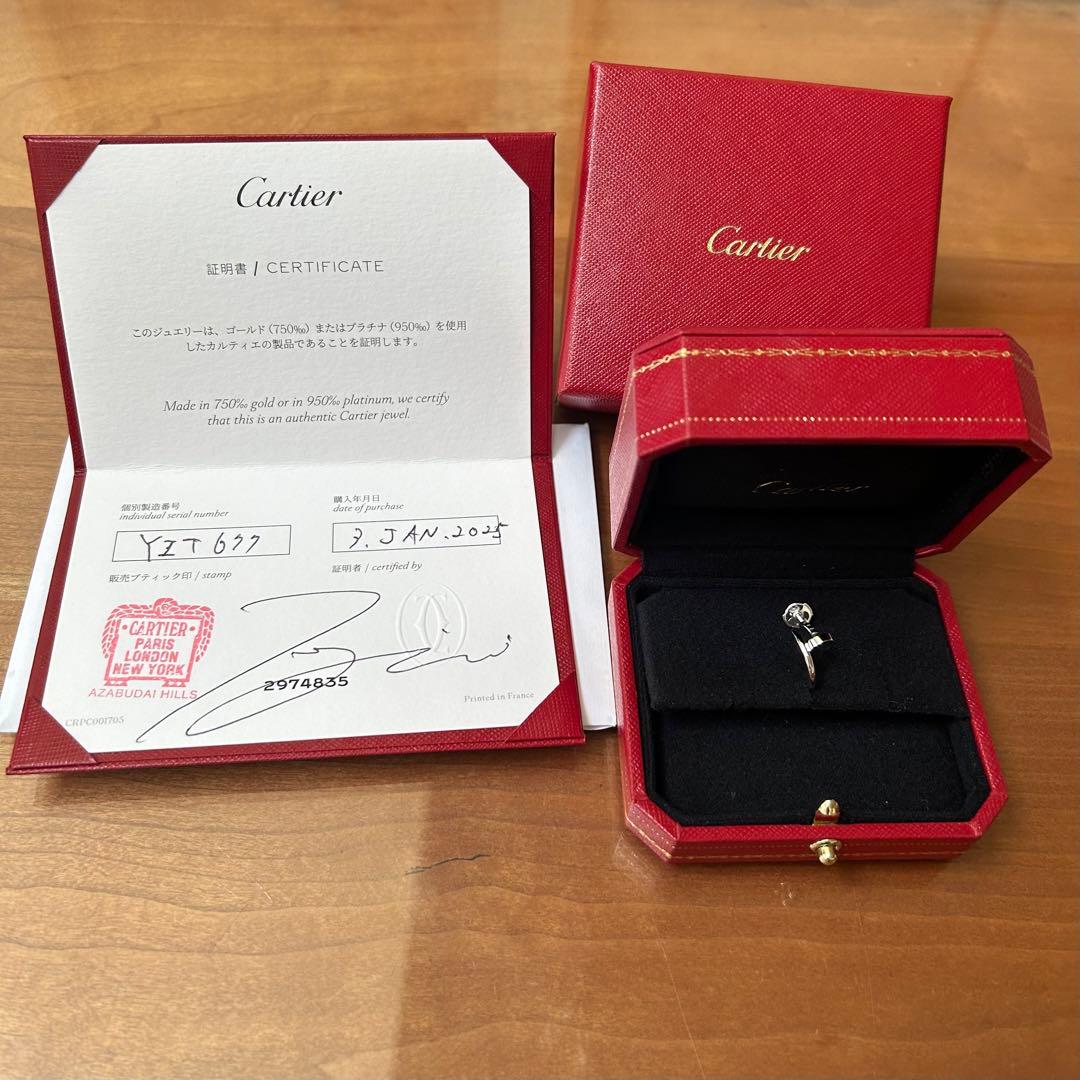 Cartier
証明書 / CERTIFICATE
このジュエリーは、ゴールド(750‰)またはプラチナ(950‰)を使用
したカルティエの製品であることを証明します。
Made in 750‰ gold or in 950‰ platinum, we certify
that this is an authentic Cartier jewel.
個別製造番号
individual serial number
YZT677
購入年月日
date of purchase
3. JAN. 2025
販売ブティック印 / stamp
証明者 / certified by
CARTIER
PARIS
LONDON
NEW YORK
AZABUDAI HILLS
2974835
CRPC001705
Printed in France
Cartier
Cartier